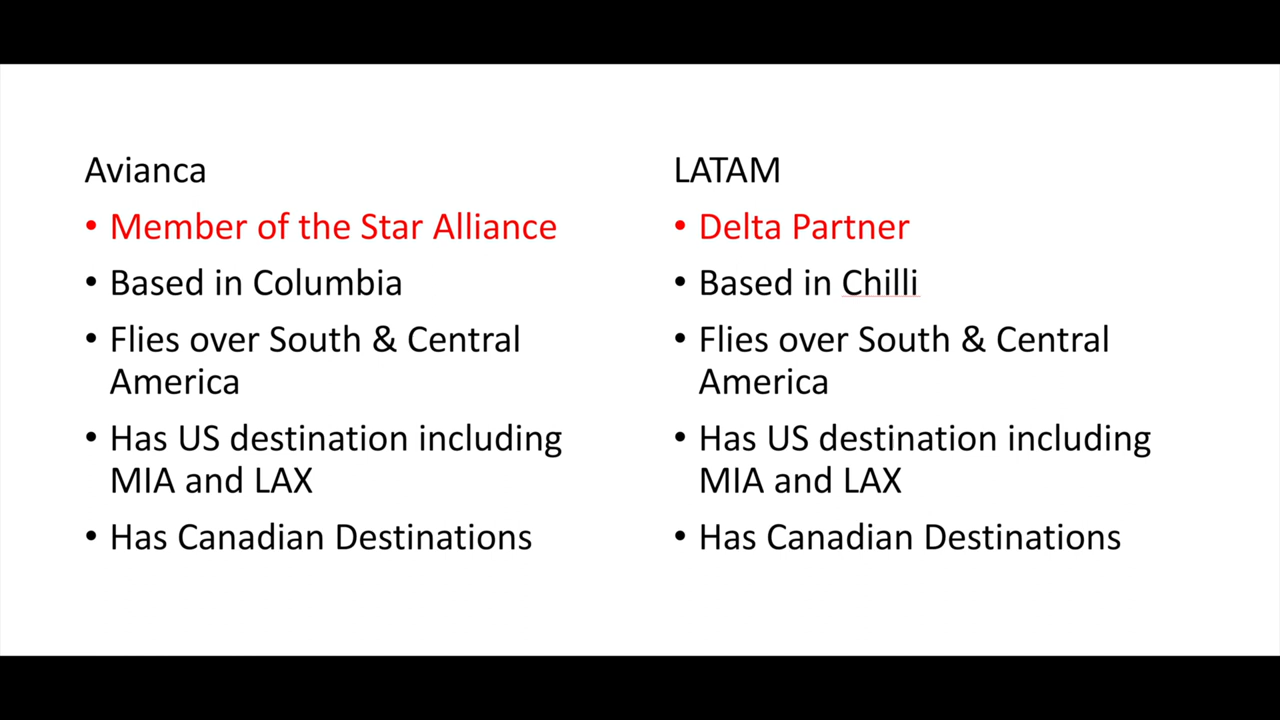 Avianca
• Member of the Star Alliance
• Based in Columbia
• Flies over South & Central
America
• Has US destination including
MIA and LAX
• Has Canadian Destinations
LATAM
• Delta Partner
• Based in Chilli
• Flies over South & Central
America
• Has US destination including
MIA and LAX
• Has Canadian Destinations